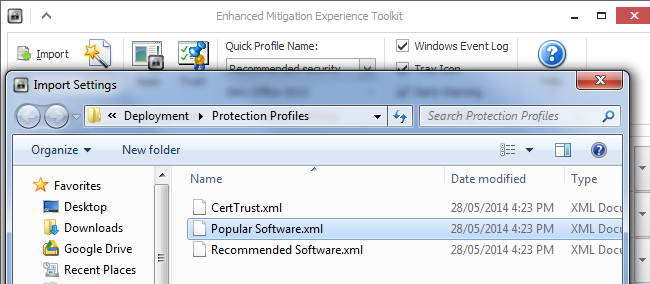 Enhanced Mitigation Experience Toolkit
Import
Quick Profile Name:
Recommended security
Windows Event Log
Tray Icon
Import Settings
Deployment
Protection Profiles
Search Protection Profiles
Organize
New folder
Favorites
Desktop
Downloads
Google Drive
Recent Places
Name
Date modified
Type
CertTrust.xml
28/05/2014 4:23 PM
XML Docu
Popular Software.xml
28/05/2014 4:23 PM
XML Docu
Recommended Software.xml
28/05/2014 4:23 PM
XML Docu